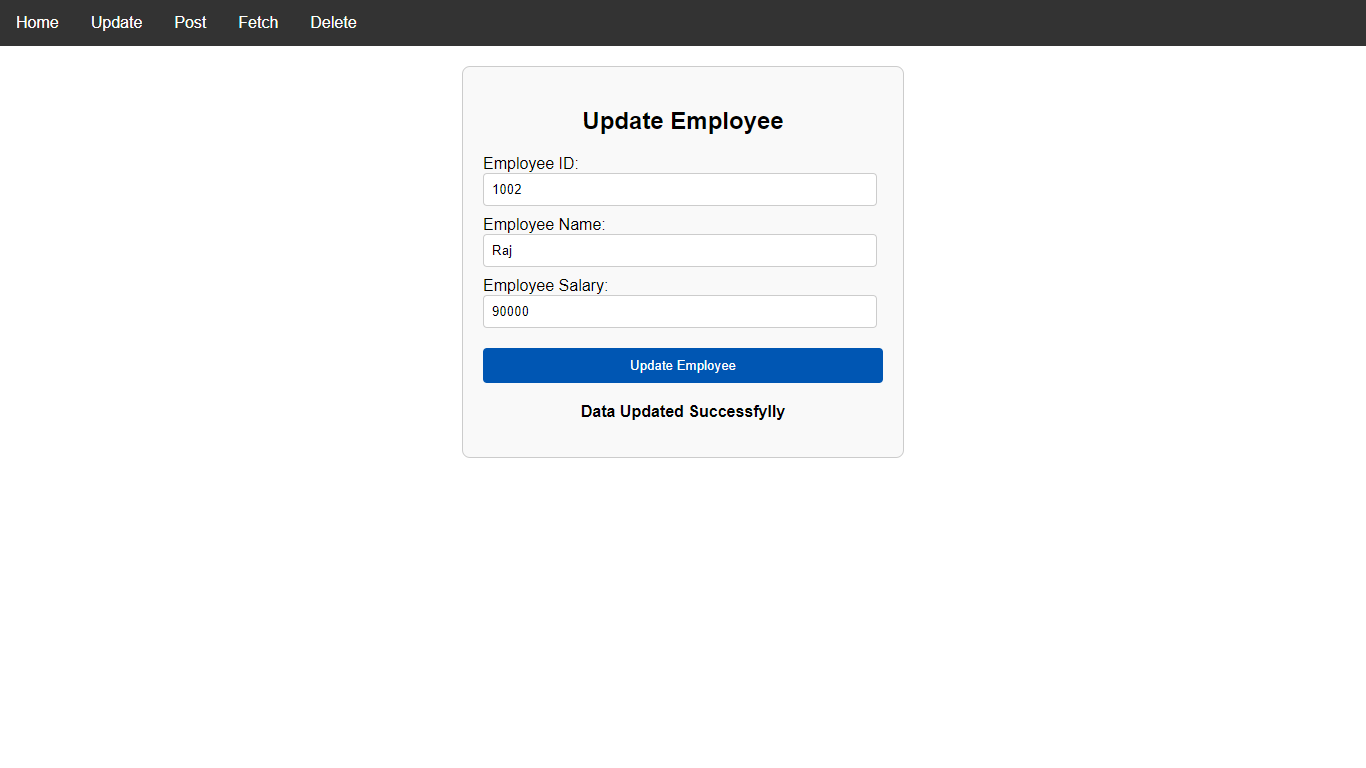 Home Update Post Fetch Delete
Update Employee
Employee ID:
1002
Employee Name:
Raj
Employee Salary:
90000
Update Employee
Data Updated Successfylly